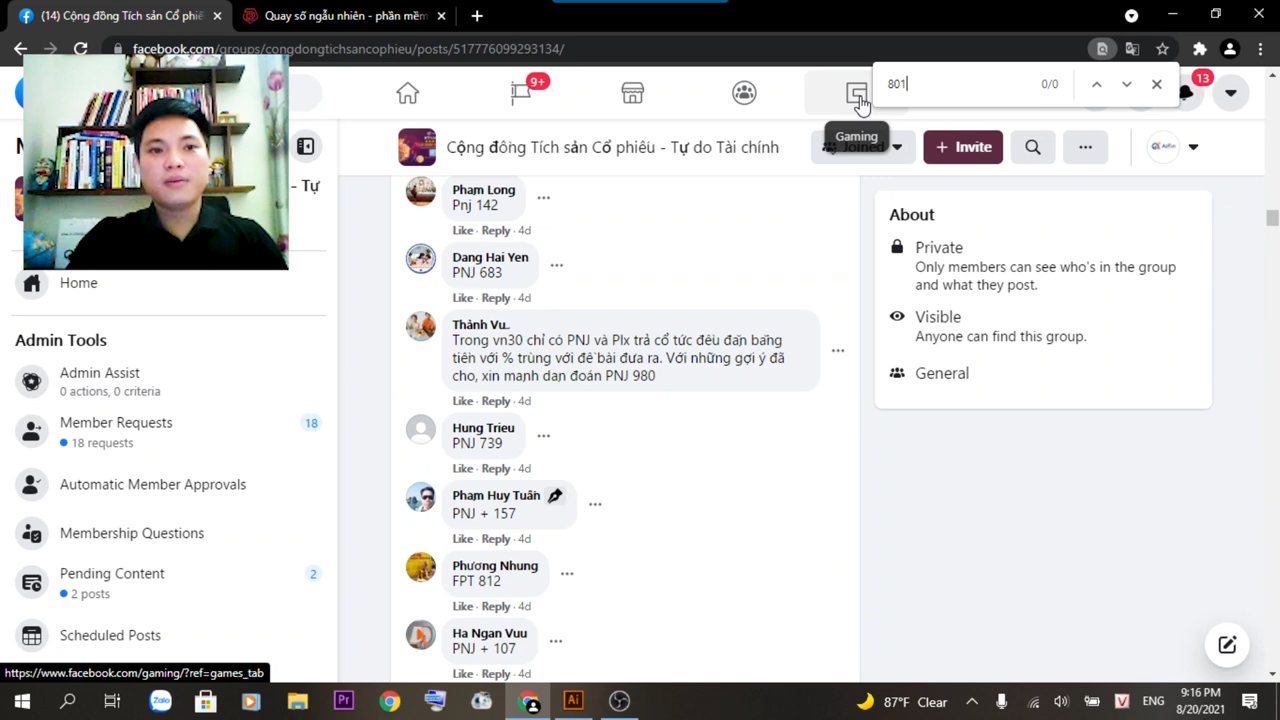 (14) Cộng đồng Tích sản Cổ phiế
Quay số ngẫu nhiên - phần mềm
facebook.com/groups/congdongtichsancophieu/posts/517776099293134/
801
0/0
9+
13
Gaming
Cộng đồng Tích sản Cổ phiếu - Tự do Tài chính
Joined
+ Invite
- Tự
Home
Admin Tools
Admin Assist
0 actions, 0 criteria
Member Requests
18
18 requests
Automatic Member Approvals
Membership Questions
Pending Content
2
2 posts
Scheduled Posts
https://www.facebook.com/gaming/?ref=games_tab
Phạm Long
Pnj 142
Like · Reply · 4d
Dang Hai Yen
PNJ 683
Like · Reply · 4d
Thành Vu..
Trong vn30 chỉ có PNJ và Plx trả cổ tức đều đặn bằng
tiền với % trùng với đề bài đưa ra. Với những gợi ý đã
cho, xin mạnh dạn đoán PNJ 980
Like · Reply · 4d
Hung Trieu
PNJ 739
Like · Reply · 4d
Phạm Huy Tuấn
PNJ + 157
Like · Reply · 4d
Phương Nhung
FPT 812
Like · Reply · 4d
Ha Ngan Vuu
PNJ + 107
Like · Reply · 4d
About
Private
Only members can see who's in the group
and what they post.
Visible
Anyone can find this group.
General
Zalo
Pr
Ai
87°F Clear
V
ENG
9:16 PM
8/20/2021